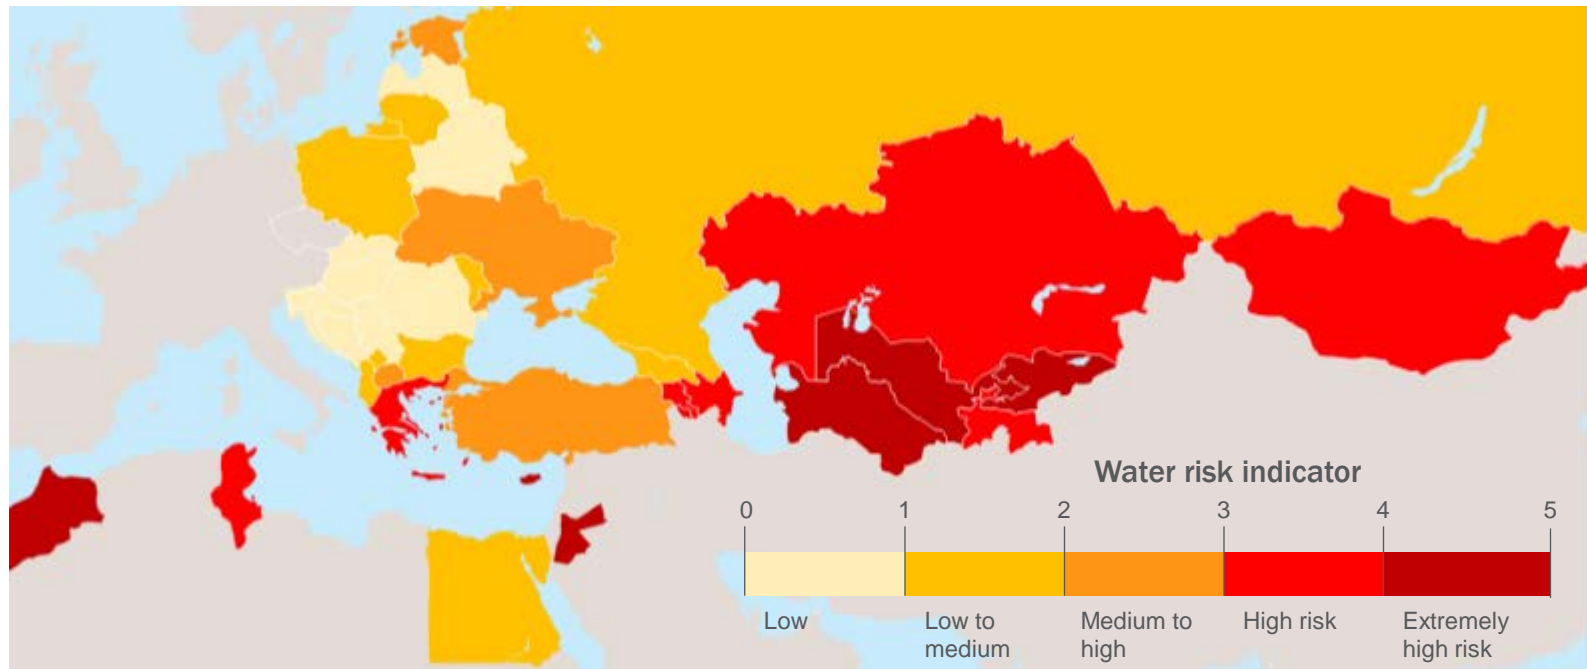 Water risk indicator
0 1 2 3 4 5
Low
Low to
medium
Medium to
high
High risk
Extremely
high risk